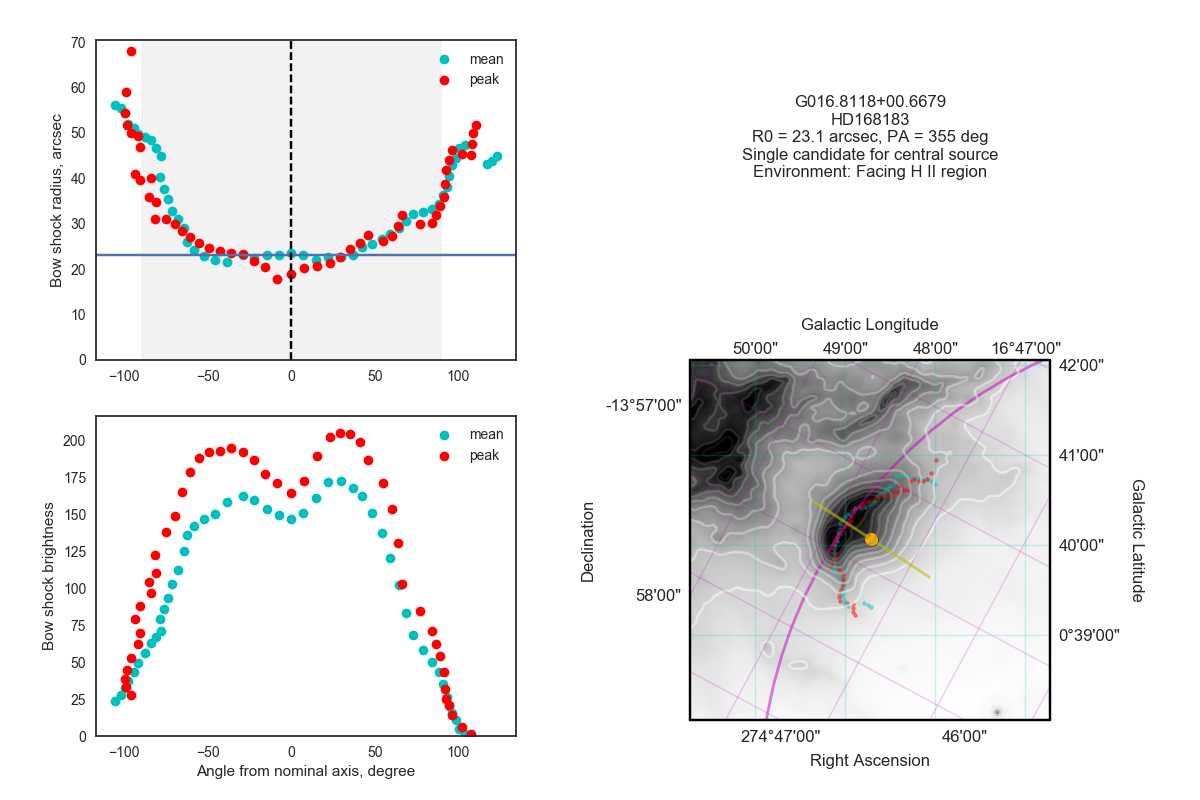 70
60
50
40
30
20
10
0
Bow shock radius, arcsec
mean
peak
−100
−50
0
50
100
200
175
150
125
100
75
50
25
0
Bow shock brightness
mean
peak
−100
−50
0
50
100
Angle from nominal axis, degree
G016.8118+00.6679
HD168183
R0 = 23.1 arcsec, PA = 355 deg
Single candidate for central source
Environment: Facing H II region
Galactic Longitude
50'00" 49'00" 48'00" 16°47'00"
-13°57'00"
58'00"
Declination
42'00"
41'00"
40'00"
0°39'00"
Galactic Latitude
274°47'00" 46'00"
Right Ascension